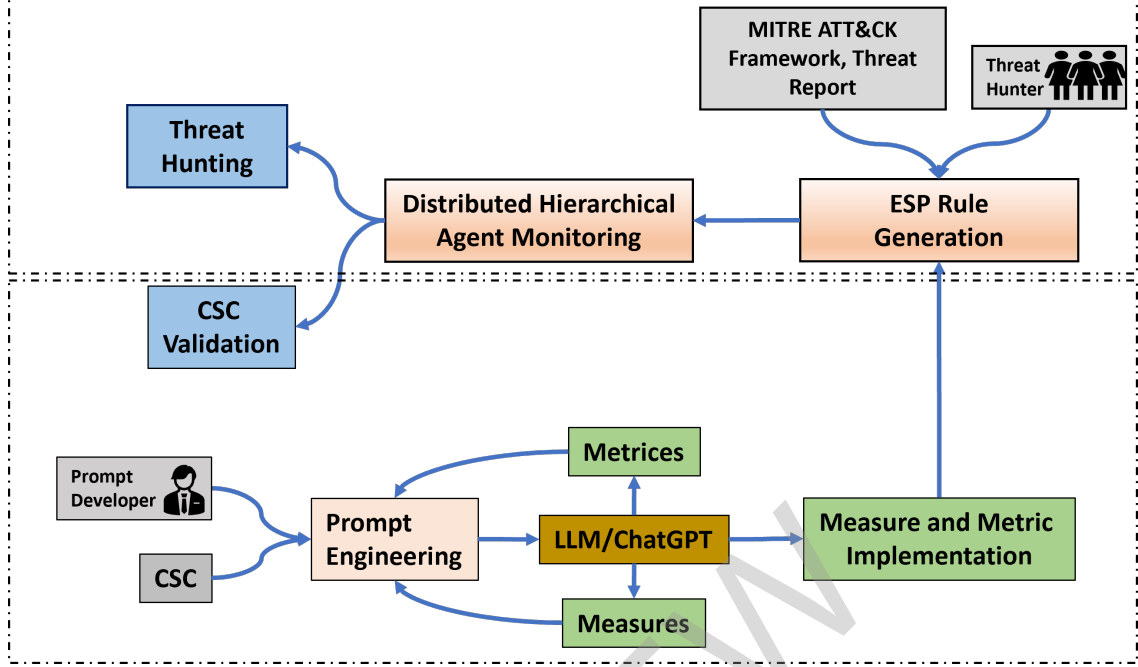 MITRE ATT&CK
Framework, Threat
Report
Threat
Hunter
Threat
Hunting
Distributed Hierarchical
Agent Monitoring
ESP Rule
Generation
CSC
Validation
Prompt
Developer
CSC
Prompt
Engineering
Metrices
LLM/ChatGPT
Measures
Measure and Metric
Implementation